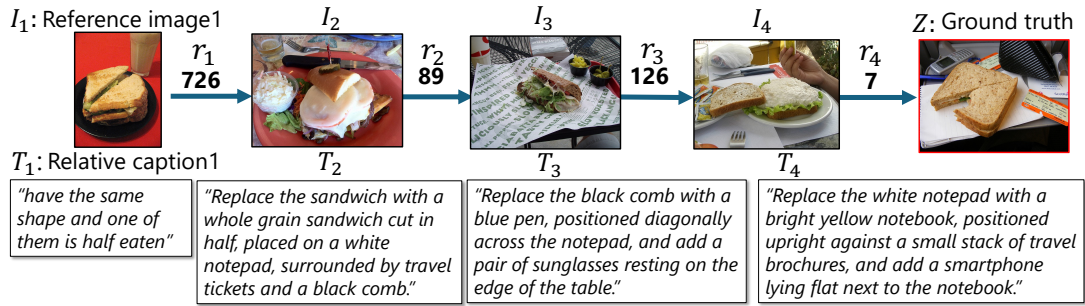 I₁: Reference image1
I₂
I₃
I₄
Z: Ground truth
r₁
726
r₂
89
r₃
126
r₄
7
T₁: Relative caption1
T₂
T₃
T₄
"have the same
shape and one of
them is half eaten"
"Replace the sandwich with a
whole grain sandwich cut in
half, placed on a white
notepad, surrounded by travel
tickets and a black comb."
"Replace the black comb with a
blue pen, positioned diagonally
across the notepad, and add a
pair of sunglasses resting on the
edge of the table."
"Replace the white notepad with a
bright yellow notebook, positioned
upright against a small stack of travel
brochures, and add a smartphone
lying flat next to the notebook."